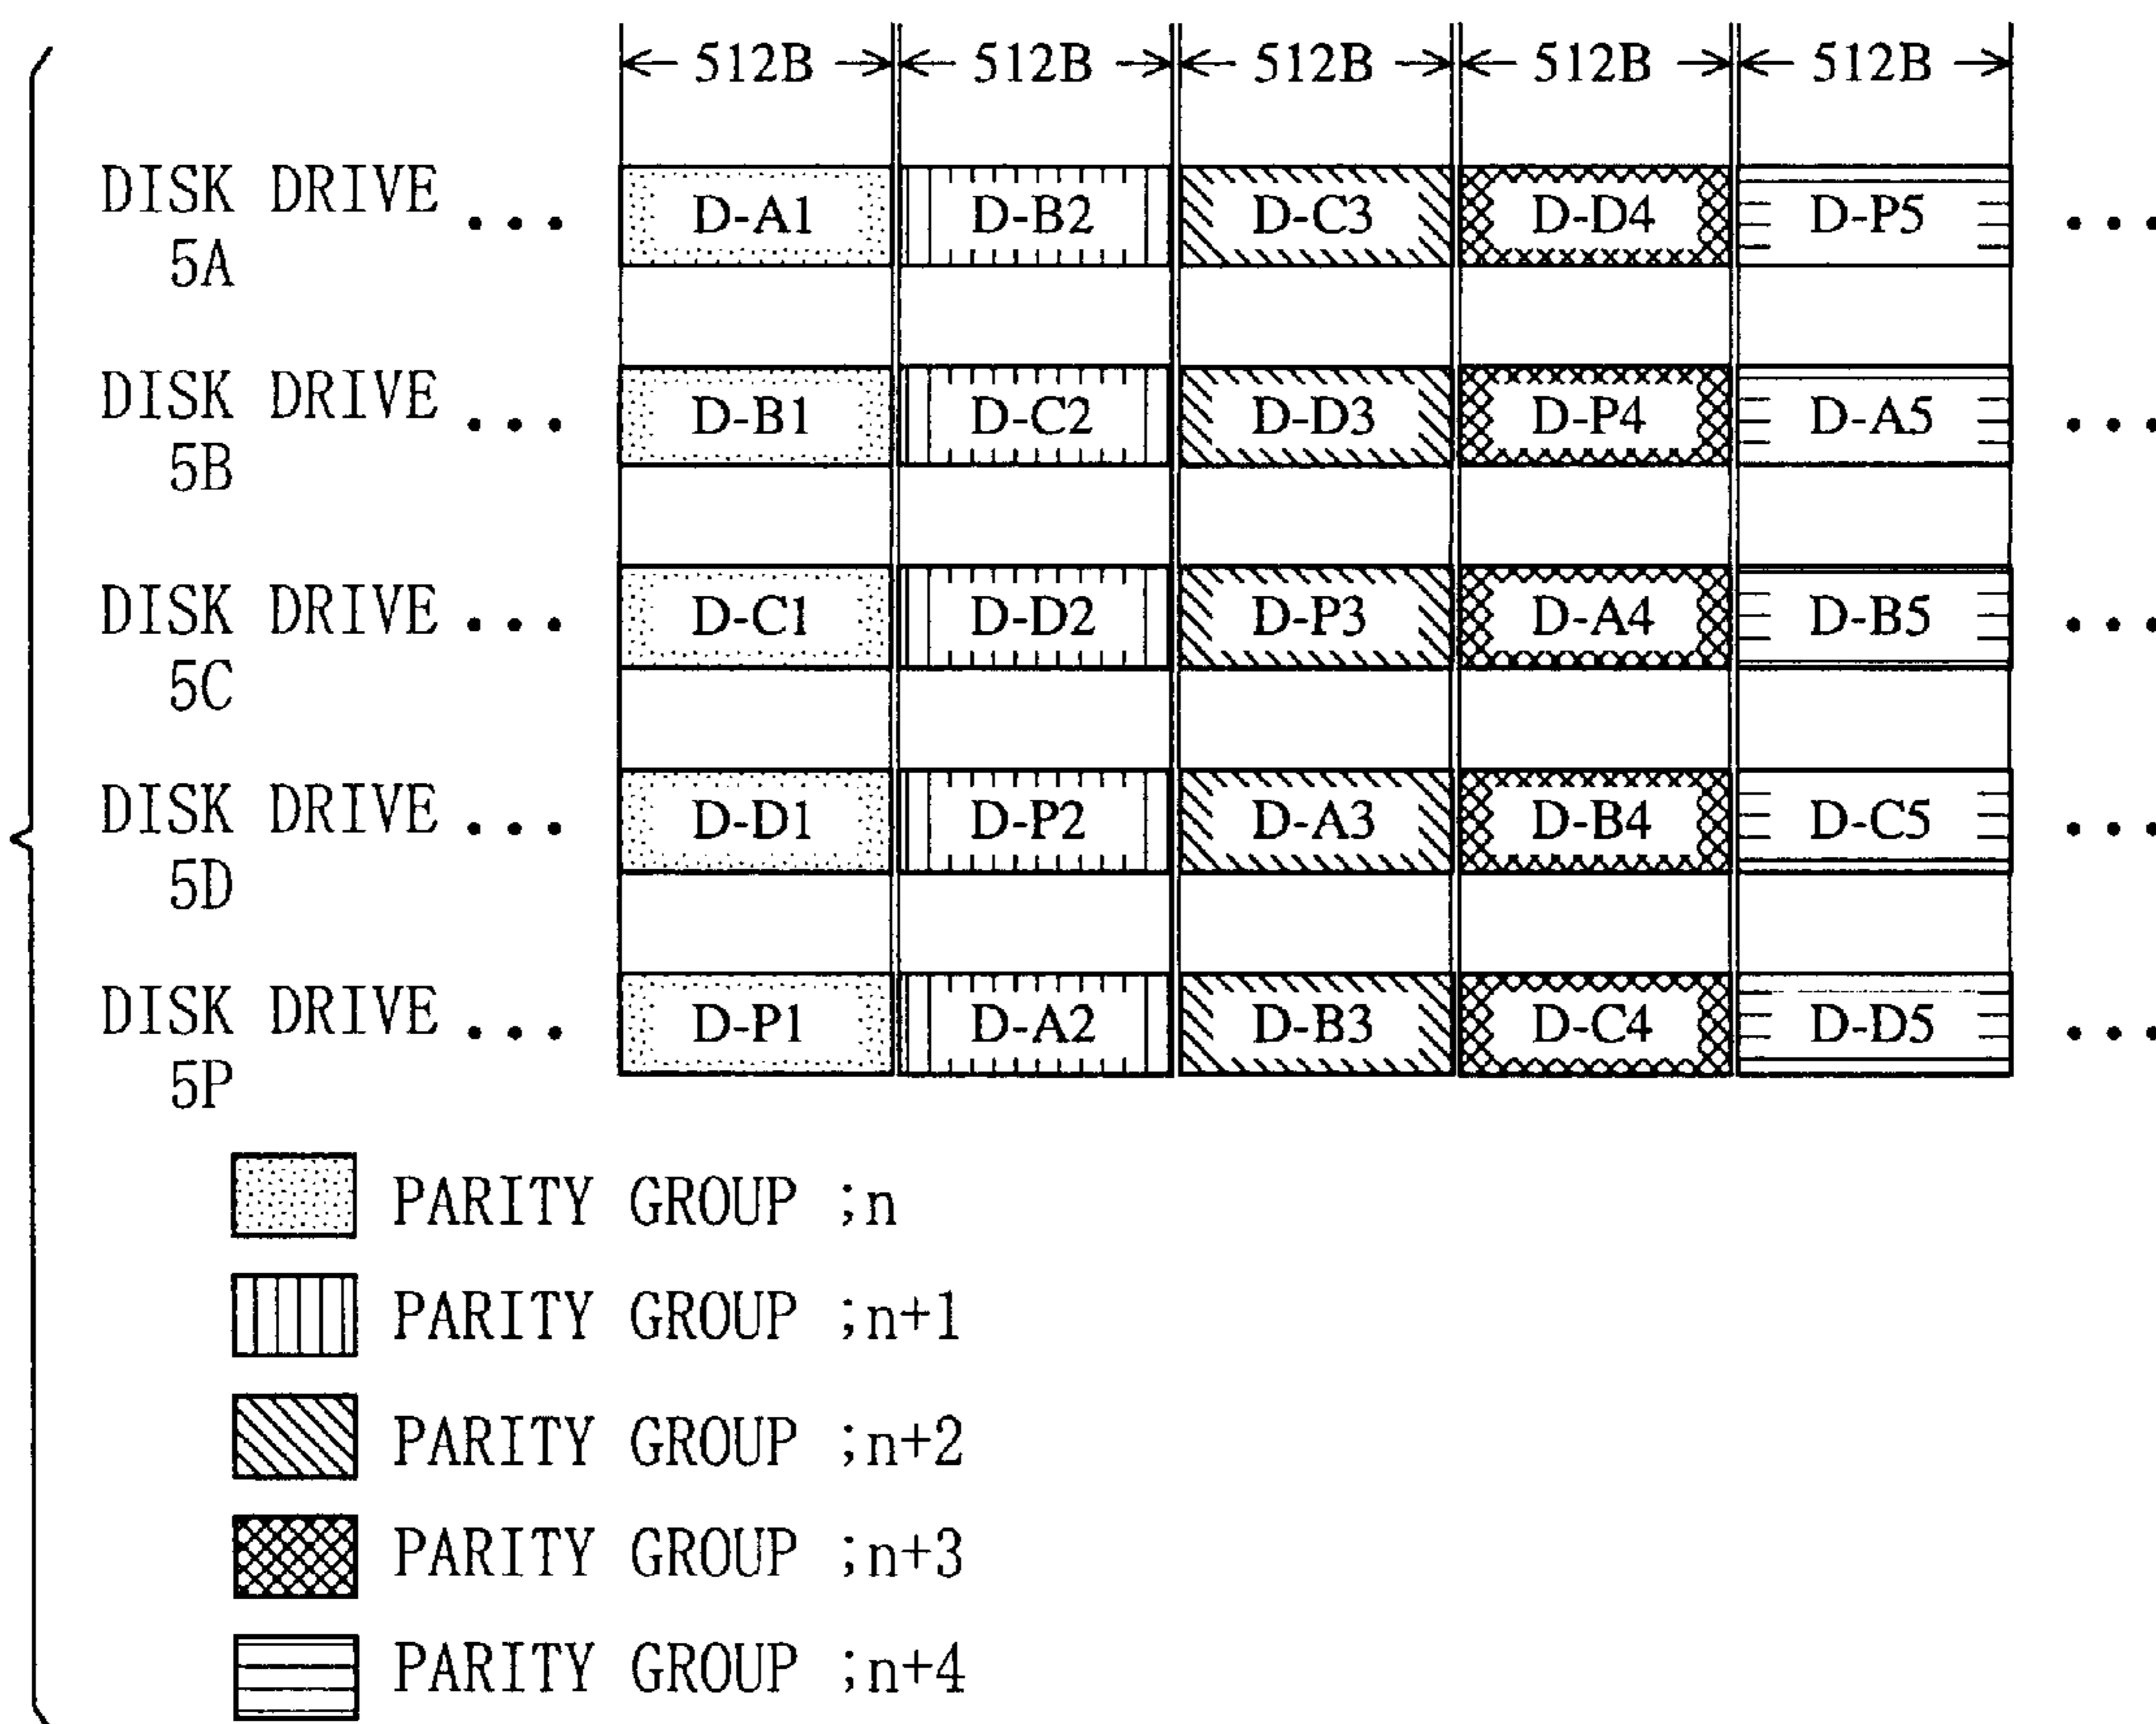 512B 512B 512B 512B 512B
DISK DRIVE ... D-A1 D-B2 D-C3 D-D4 D-P5 ...
5A
DISK DRIVE ... D-B1 D-C2 D-D3 D-P4 D-A5 ...
5B
DISK DRIVE ... D-C1 D-D2 D-P3 D-A4 D-B5 ...
5C
DISK DRIVE ... D-D1 D-P2 D-A3 D-B4 D-C5 ...
5D
DISK DRIVE ... D-P1 D-A2 D-B3 D-C4 D-D5 ...
5P
PARITY GROUP ;n
PARITY GROUP ;n+1
PARITY GROUP ;n+2
PARITY GROUP ;n+3
PARITY GROUP ;n+4